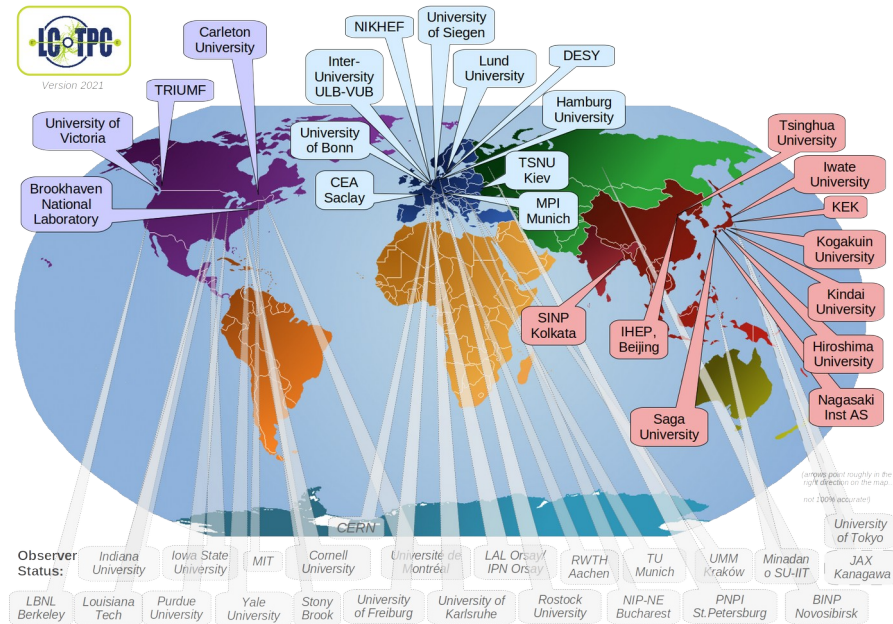 LCTPC
Version 2021
Carleton
University
TRIUMF
University of
Victoria
Brookhaven
National
Laboratory
NIKHEF
University
of Siegen
Inter-
University
ULB-VUB
Lund
University
DESY
Hamburg
University
University
of Bonn
CEA
Saclay
TSNU
Kiev
MPI
Munich
Tsinghua
University
Iwate
University
KEK
Kogakuin
University
Kindai
University
Hiroshima
University
Nagasaki
Inst AS
SINP
Kolkata
IHEP,
Beijing
Saga
University
(arrows point roughly in the
right direction on the map.
not 100% accurate!)
CERN
Observer
Status:
Indiana
University
Iowa State
University
MIT
Cornell
University
Université de
Montréal
LAL Orsay/
IPN Orsay
RWTH
Aachen
TU
Munich
UMM
Kraków
Minadan
o SU-IIT
University
of Tokyo
JAX
Kanagawa
LBNL
Berkeley
Louisiana
Tech
Purdue
University
Yale
University
Stony
Brook
University
of Freiburg
University of
Karlsruhe
Rostock
University
NIP-NE
Bucharest
PNPI
St.Petersburg
BINP
Novosibirsk